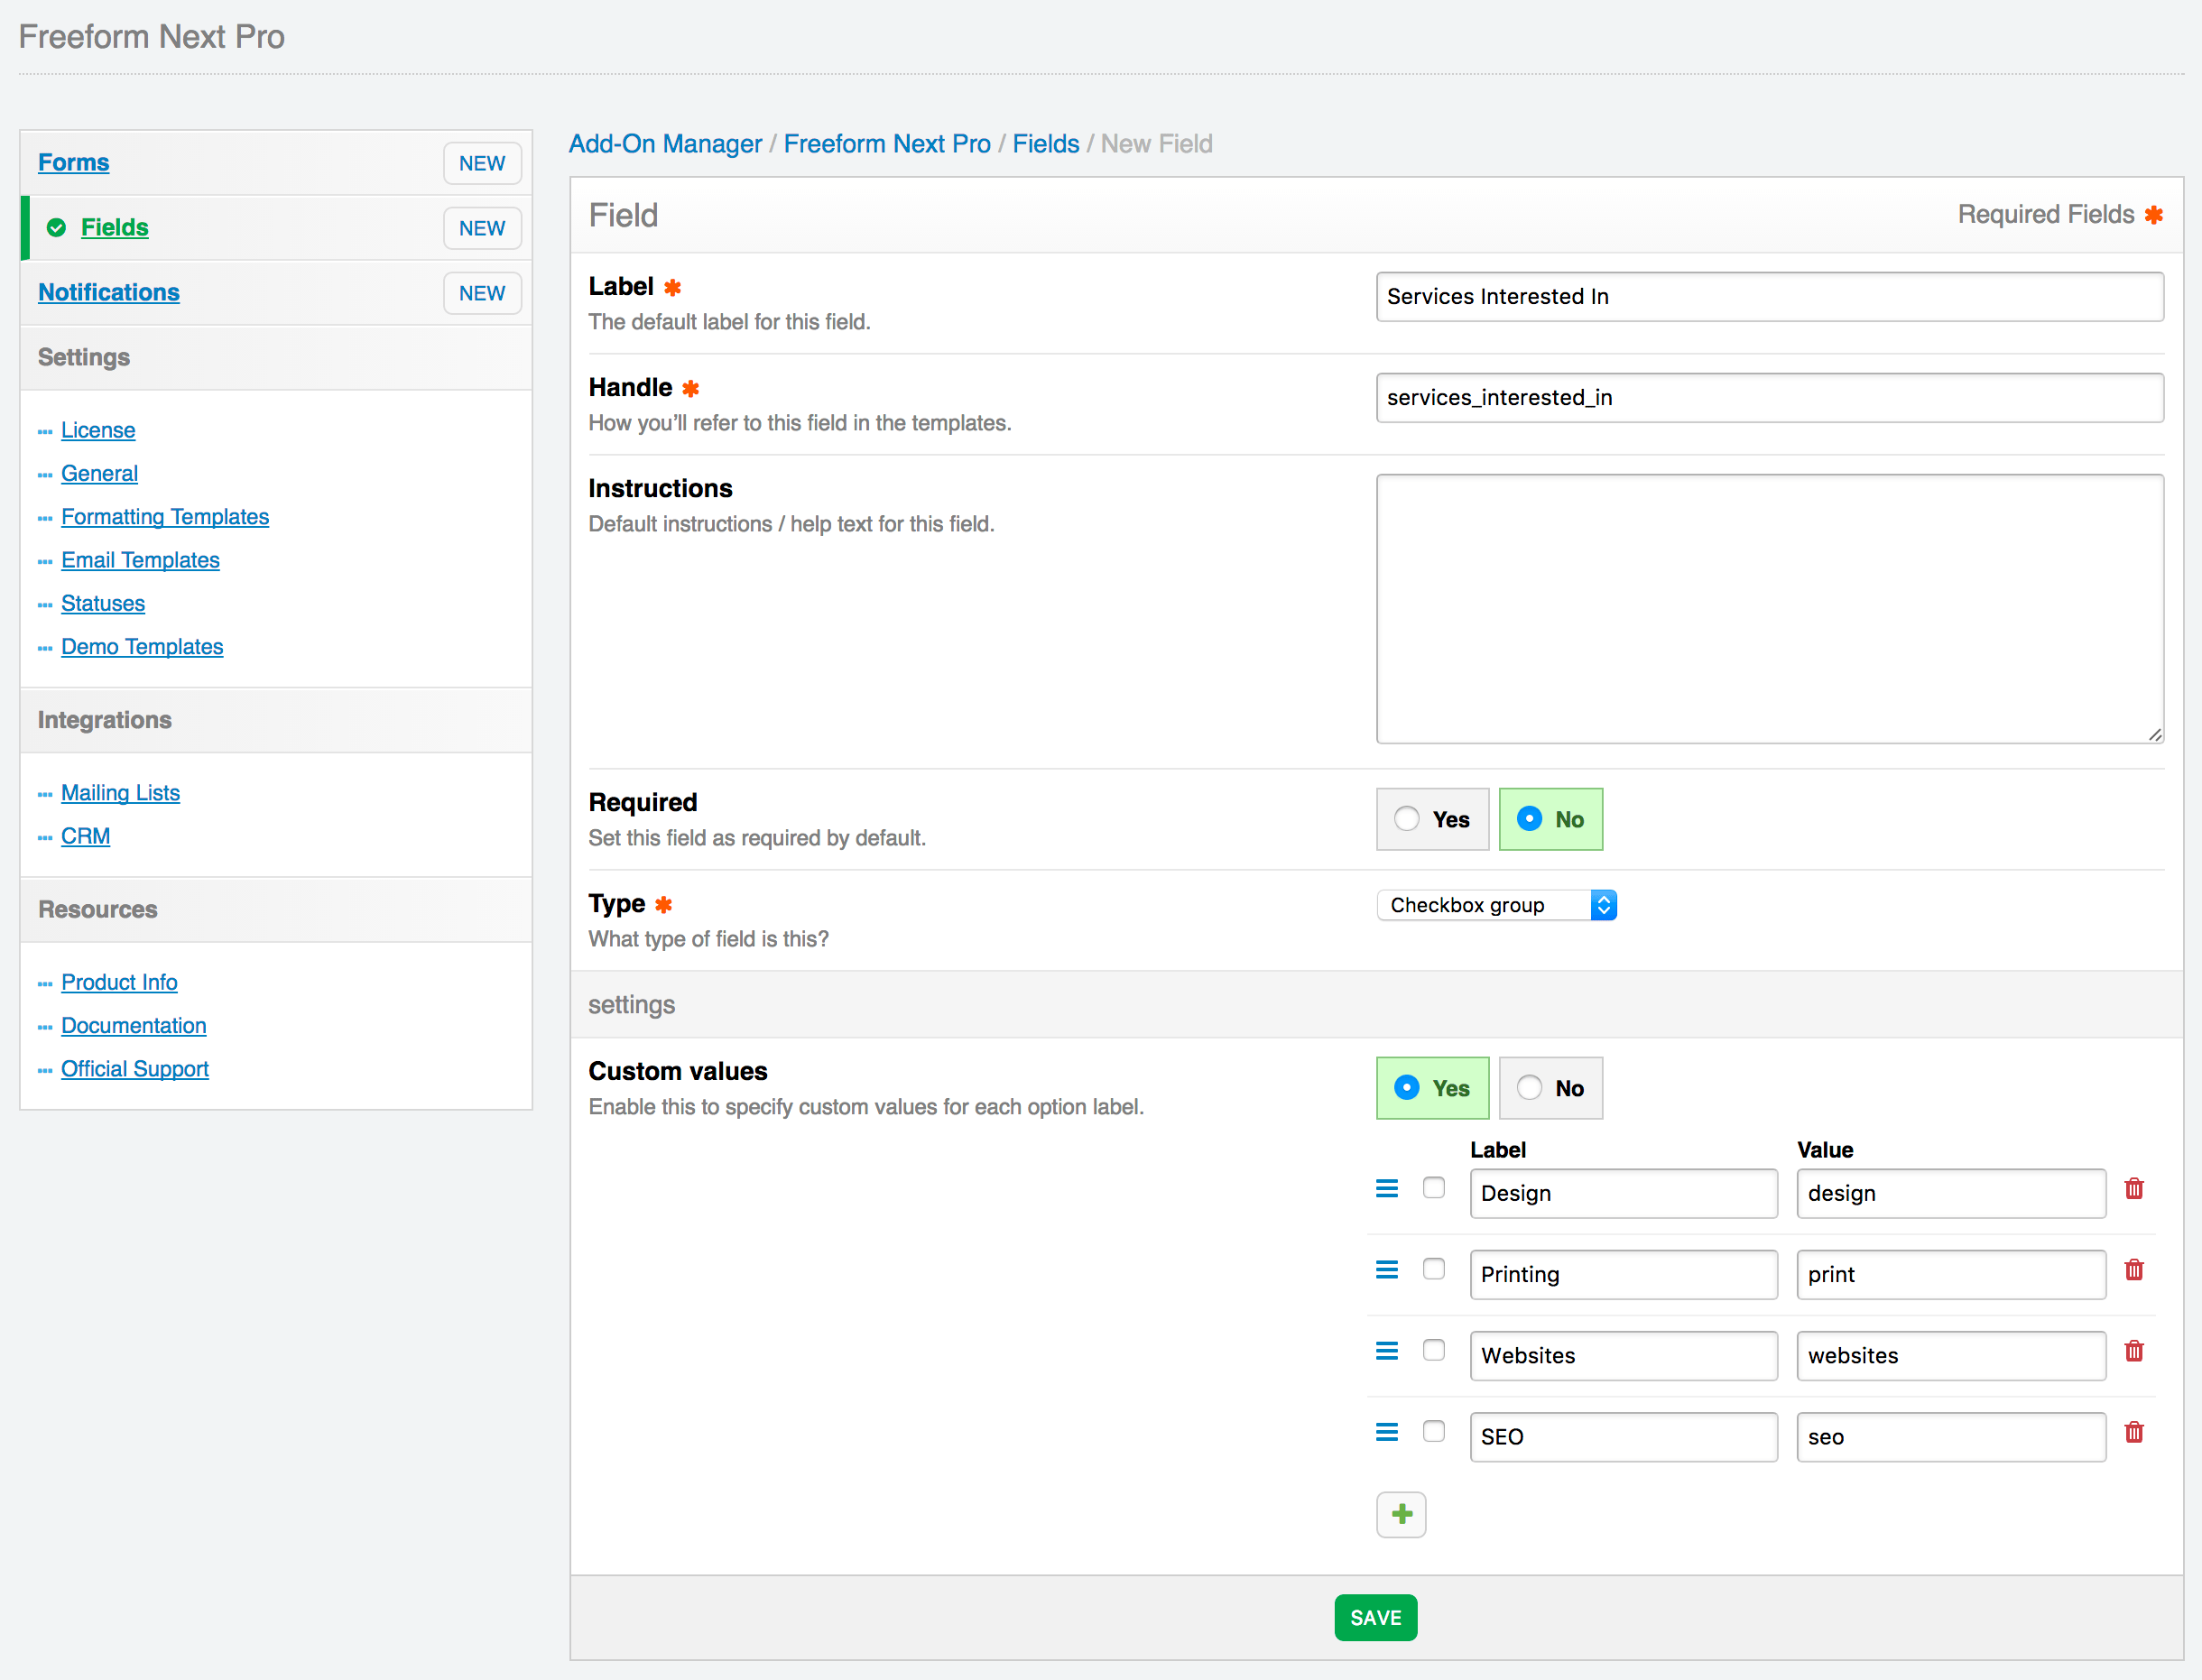 Freeform Next Pro
Forms NEW
Fields NEW
Notifications NEW
Settings
License
General
Formatting Templates
Email Templates
Statuses
Demo Templates
Integrations
Mailing Lists
CRM
Resources
Product Info
Documentation
Official Support
Add-On Manager / Freeform Next Pro / Fields / New Field
Field Required Fields ✱
Label ✱
The default label for this field.
Services Interested In
Handle ✱
How you’ll refer to this field in the templates.
services_interested_in
Instructions
Default instructions / help text for this field.
Required
Set this field as required by default.
Yes No
Type ✱
What type of field is this?
Checkbox group
settings
Custom values
Enable this to specify custom values for each option label.
Yes No
Label Value
Design design
Printing print
Websites websites
SEO seo
SAVE